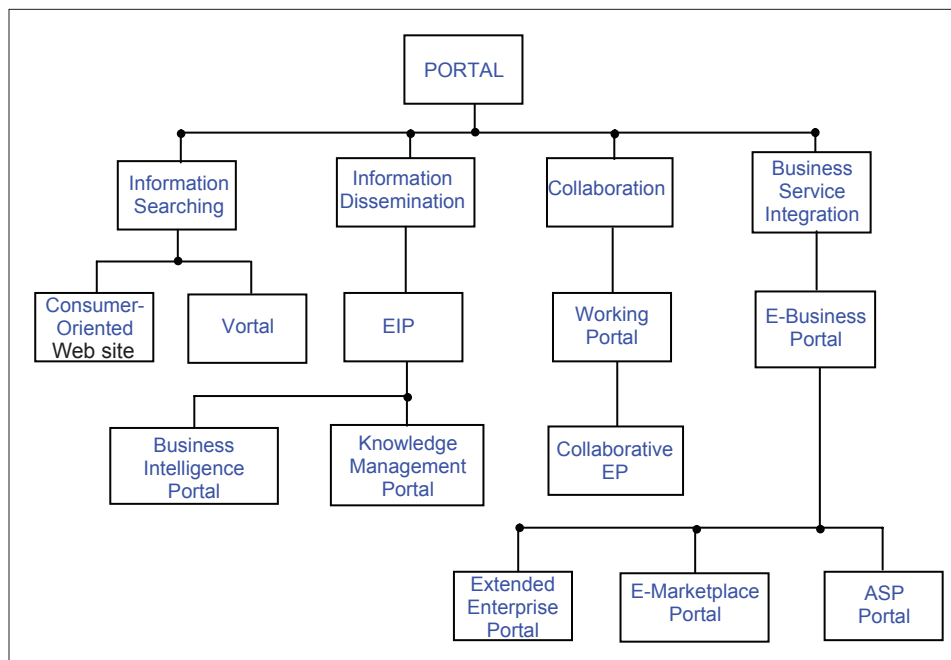 PORTAL
Information
Searching
Information
Dissemination
Collaboration
Business
Service
Integration
Consumer-
Oriented
Web site
Vortal
EIP
Working
Portal
E-Business
Portal
Business
Intelligence
Portal
Knowledge
Management
Portal
Collaborative
EP
Extended
Enterprise
Portal
E-Marketplace
Portal
ASP
Portal